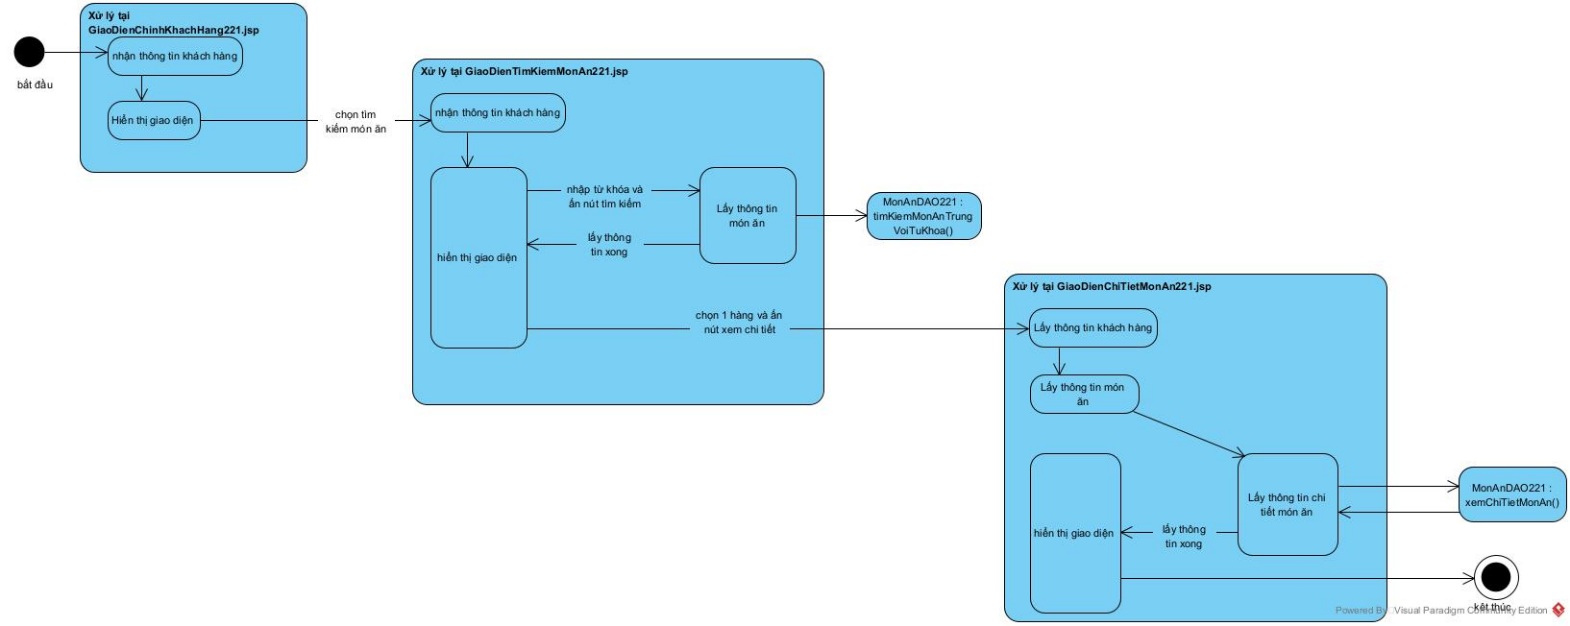 Xử lý tại
GiaoDienChinhKhachHang221.jsp
nhận thông tin khách hàng
bắt đầu
Hiển thị giao diện
chọn tìm
kiếm món ăn
Xử lý tại GiaoDienTimKiemMonAn221.jsp
nhận thông tin khách hàng
nhập từ khóa và
ấn nút tìm kiếm
Lấy thông tin
món ăn
MonAnDAO221 :
timKiemMonAnTrung
VoiTuKhoa()
lấy thông
tin xong
hiển thị giao diện
chọn 1 hàng và ấn
nút xem chi tiết
Xử lý tại GiaoDienChiTietMonAn221.jsp
Lấy thông tin khách hàng
Lấy thông tin món
ăn
Lấy thông tin chi
tiết món ăn
MonAnDAO221 :
xemChiTietMonAn()
lấy thông
tin xong
hiển thị giao diện
kết thúc
Powered By Visual Paradigm Community Edition